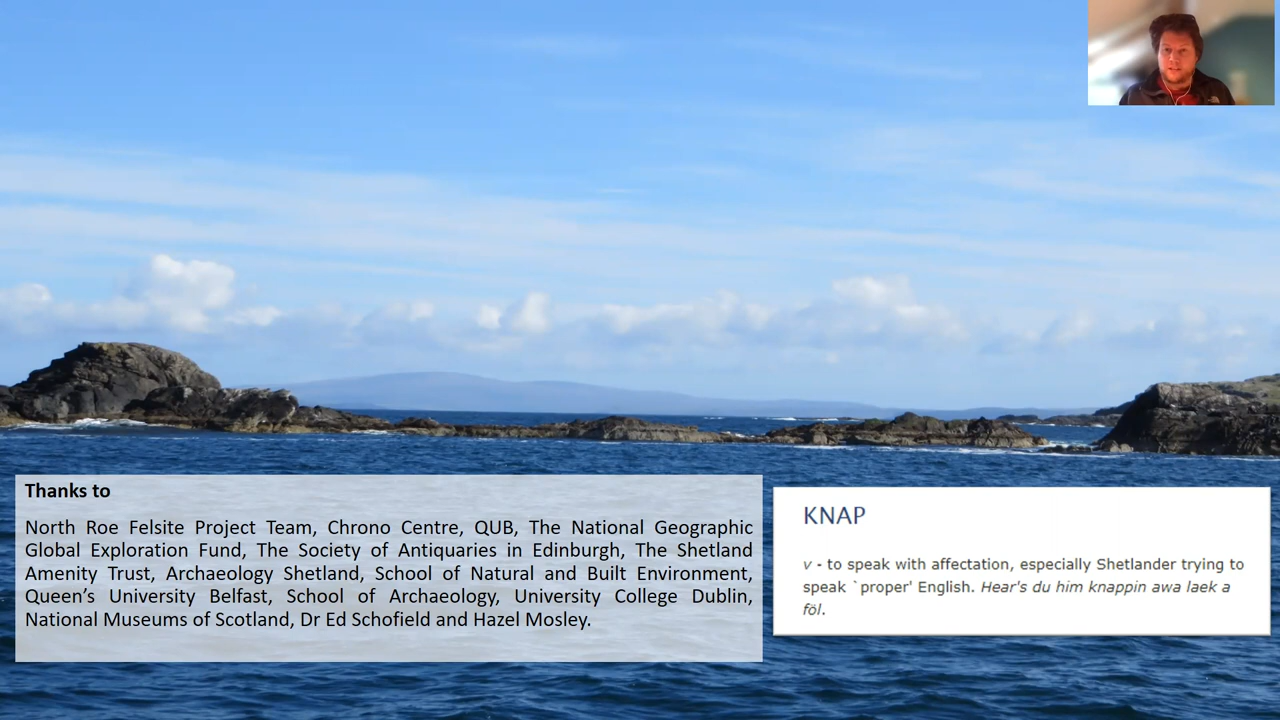 Thanks to
North Roe Felsite Project Team, Chrono Centre, QUB, The National Geographic
Global Exploration Fund, The Society of Antiquaries in Edinburgh, The Shetland
Amenity Trust, Archaeology Shetland, School of Natural and Built Environment,
Queen’s University Belfast, School of Archaeology, University College Dublin,
National Museums of Scotland, Dr Ed Schofield and Hazel Mosley.
KNAP
v - to speak with affectation, especially Shetlander trying to
speak `proper' English. Hear's du him knappin awa laek a
föl.